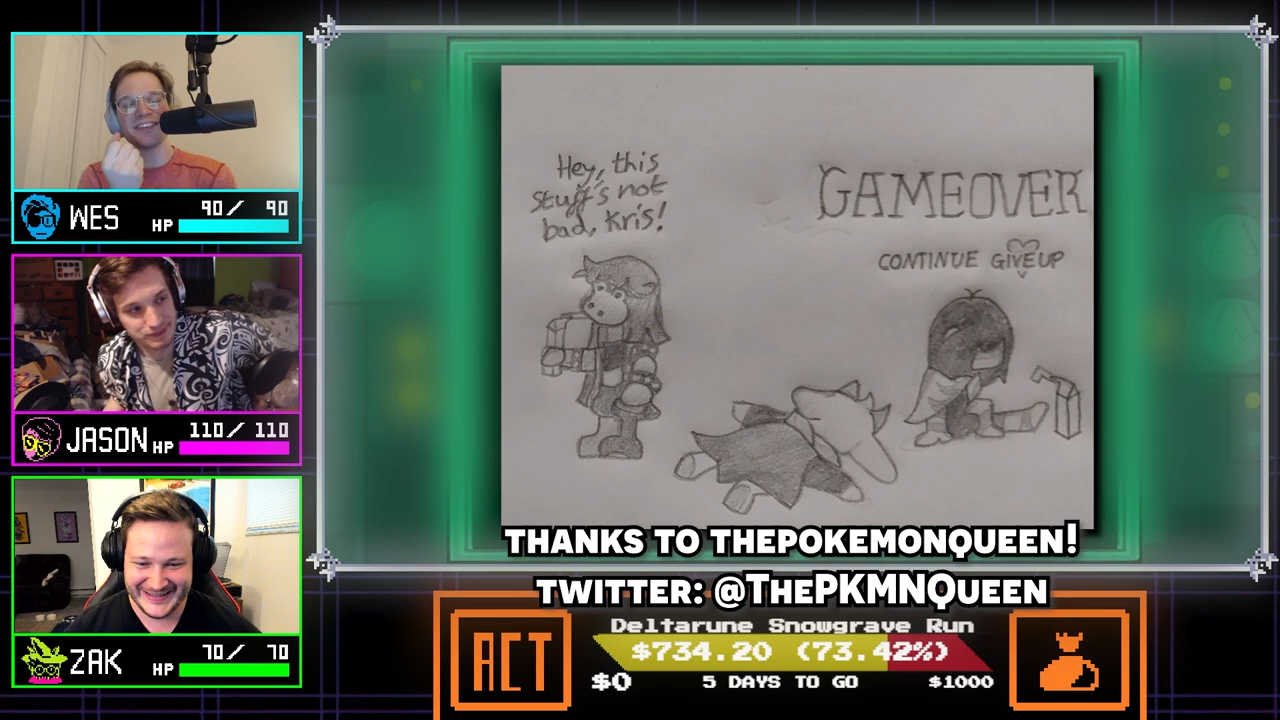 WES
HP
90/ 90
JASON
HP
110/ 110
ZAK
HP
70/ 70
Hey, this
stuff's not
bad, Kris!
GAMEOVER
CONTINUE GIVEUP
THANKS TO THEPOKEMONQUEEN!
TWITTER: @THEPKMNQUEEN
ACT
Deltarune Snowgrave Run
$734.20 (73.42%)
$0
5 DAYS TO GO
$1000